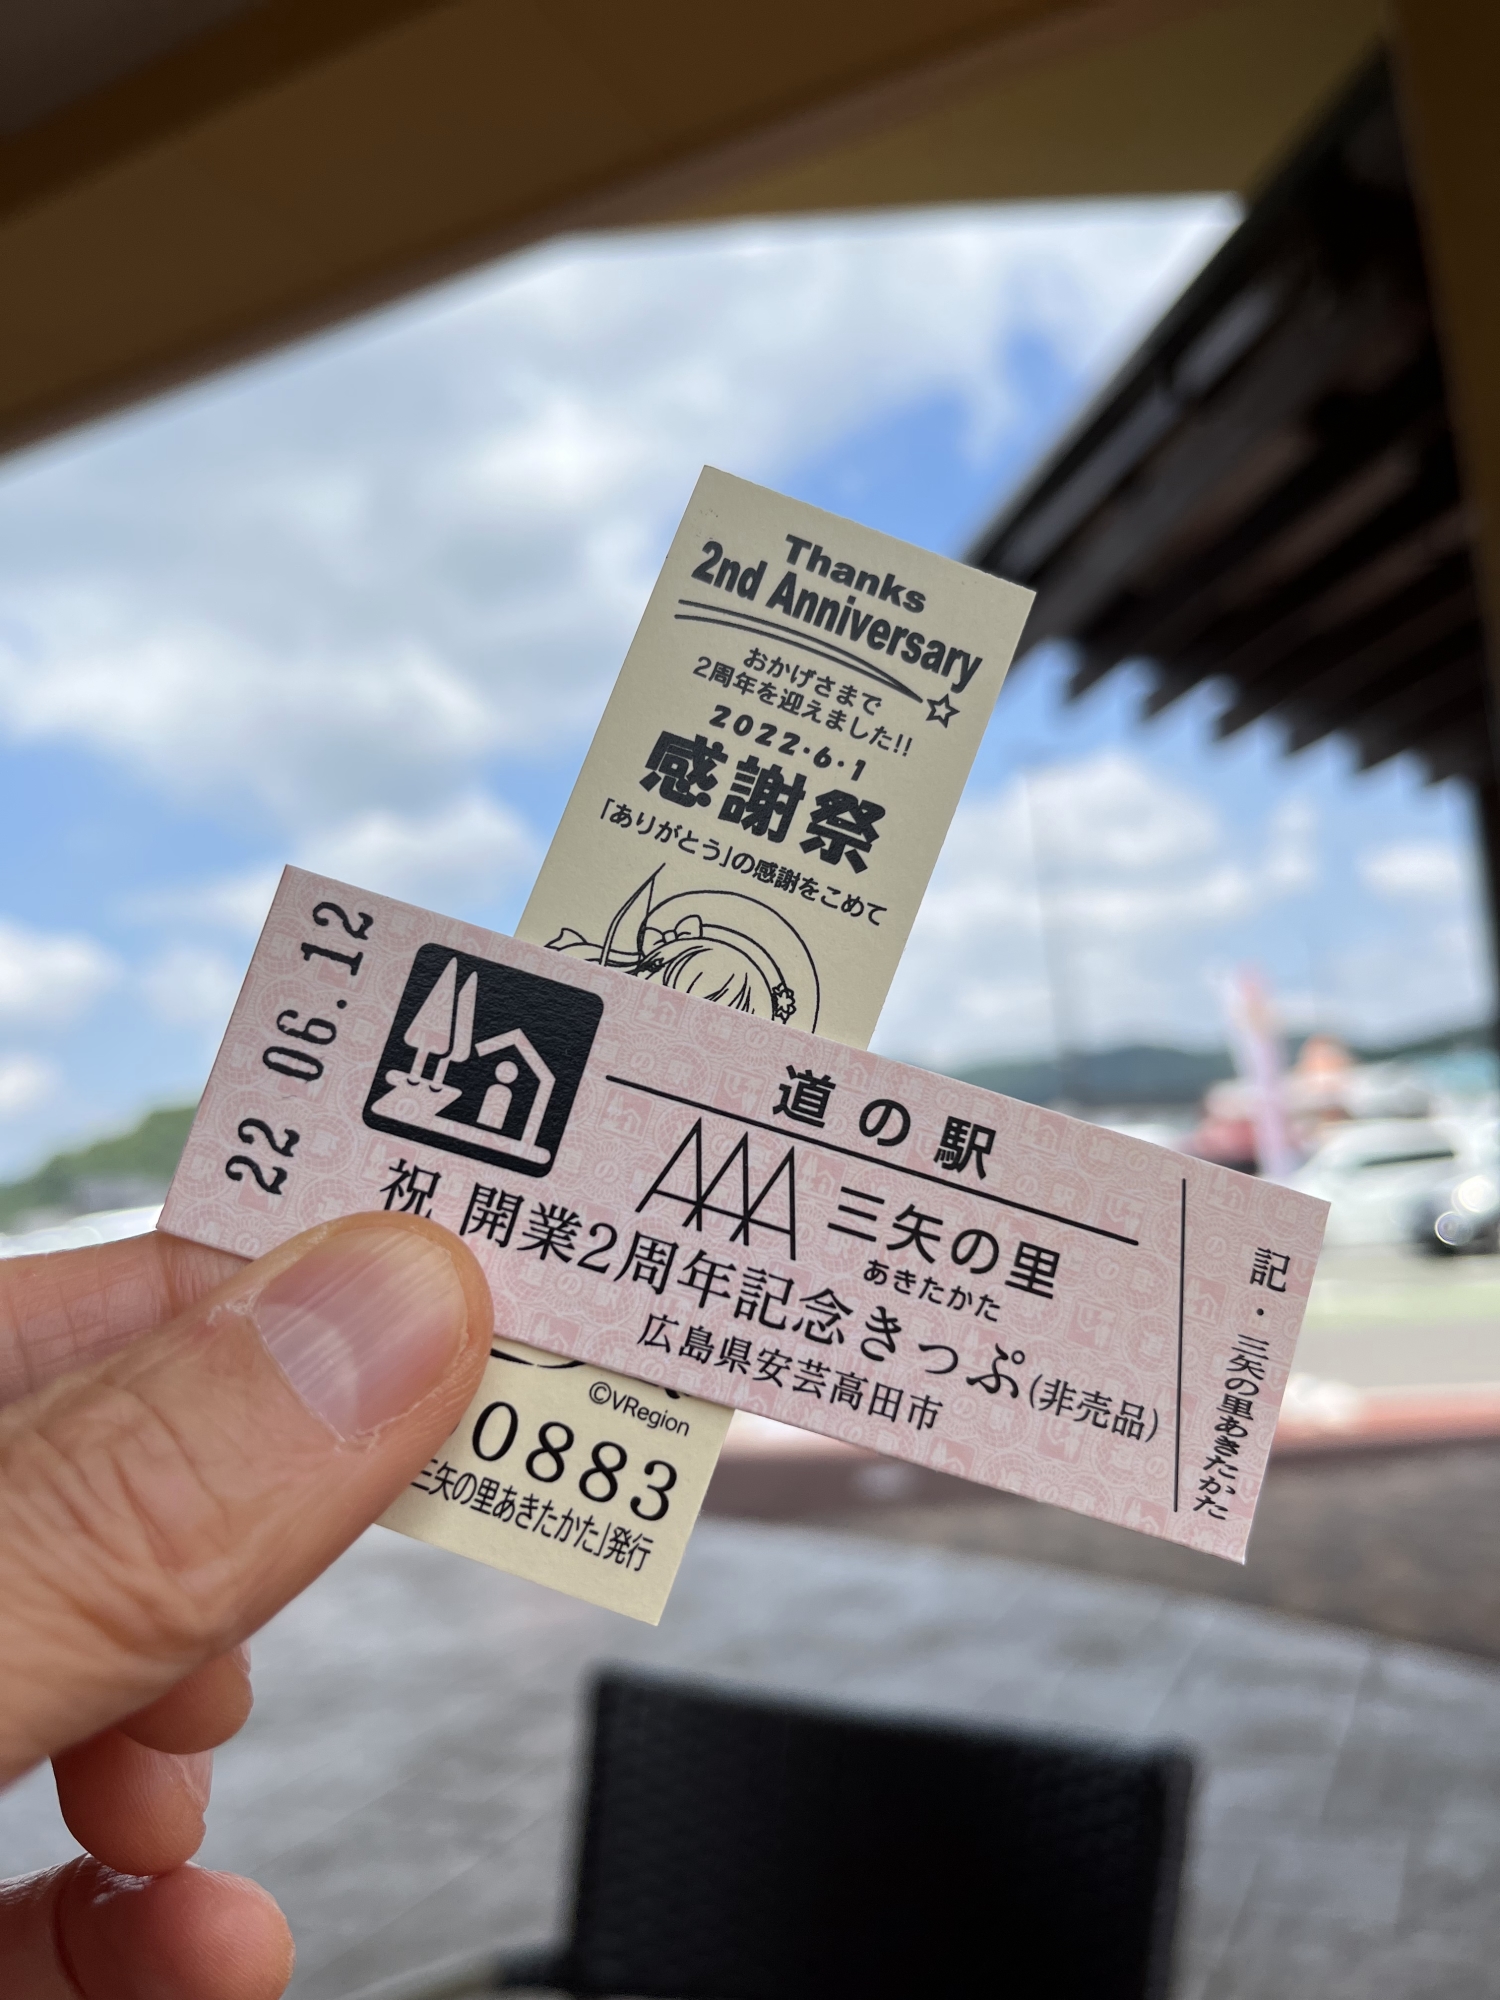 Thanks
2nd Anniversary
おかげさまで
2周年を迎えました!!
2022・6・1
感謝祭
「ありがとう」の感謝をこめて
22 06.12
道の駅
三矢の里
あきたかた
祝 開業2周年記念きっぷ(非売品)
広島県安芸高田市
記・三矢の里あきたかた
©VRegion
0883
三矢の里あきたかた」発行